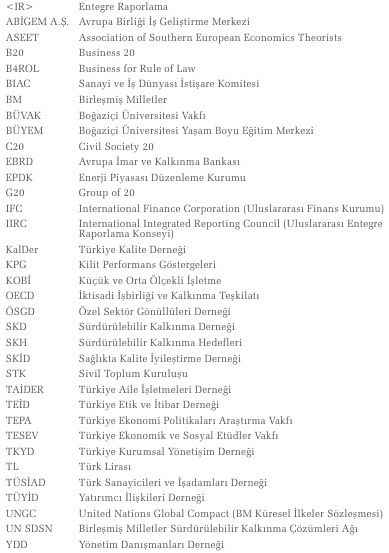 <IR> Entegre Raporlama
ABİGEM A.Ş. Avrupa Birliği İş Geliştirme Merkezi
ASEET Association of Southern European Economics Theorists
B20 Business 20
B4ROL Business for Rule of Law
BIAC Sanayi ve İş Dünyası İstişare Komitesi
BM Birleşmiş Milletler
BÜVAK Boğaziçi Üniversitesi Vakfı
BÜYEM Boğaziçi Üniversitesi Yaşam Boyu Eğitim Merkezi
C20 Civil Society 20
EBRD Avrupa İmar ve Kalkınma Bankası
EPDK Enerji Piyasası Düzenleme Kurumu
G20 Group of 20
IFC International Finance Corporation (Uluslararası Finans Kurumu)
IIRC International Integrated Reporting Council (Uluslararası Entegre
Raporlama Konseyi)
KalDer Türkiye Kalite Derneği
KPG Kilit Performans Göstergeleri
KOBİ Küçük ve Orta Ölçekli İşletme
OECD İktisadi İşbirliği ve Kalkınma Teşkilatı
ÖSGD Özel Sektör Gönüllüleri Derneği
SKD Sürdürülebilir Kalkınma Derneği
SKH Sürdürülebilir Kalkınma Hedefleri
SKİD Sağlıkta Kalite İyileştirme Derneği
STK Sivil Toplum Kuruluşu
TAİDER Türkiye Aile İşletmeleri Derneği
TEİD Türkiye Etik ve İtibar Derneği
TEPA Türkiye Ekonomi Politikaları Araştırma Vakfı
TESEV Türkiye Ekonomik ve Sosyal Etüdler Vakfı
TKYD Türkiye Kurumsal Yönetişim Derneği
TL Türk Lirası
TÜSİAD Türk Sanayicileri ve İşadamları Derneği
TÜYİD Yatırımcı İlişkileri Derneği
UNGC United Nations Global Compact (BM Küresel İlkeler Sözleşmesi)
UN SDSN Birleşmiş Milletler Sürdürülebilir Kalkınma Çözümleri Ağı
YDD Yönetim Danışmanları Derneği